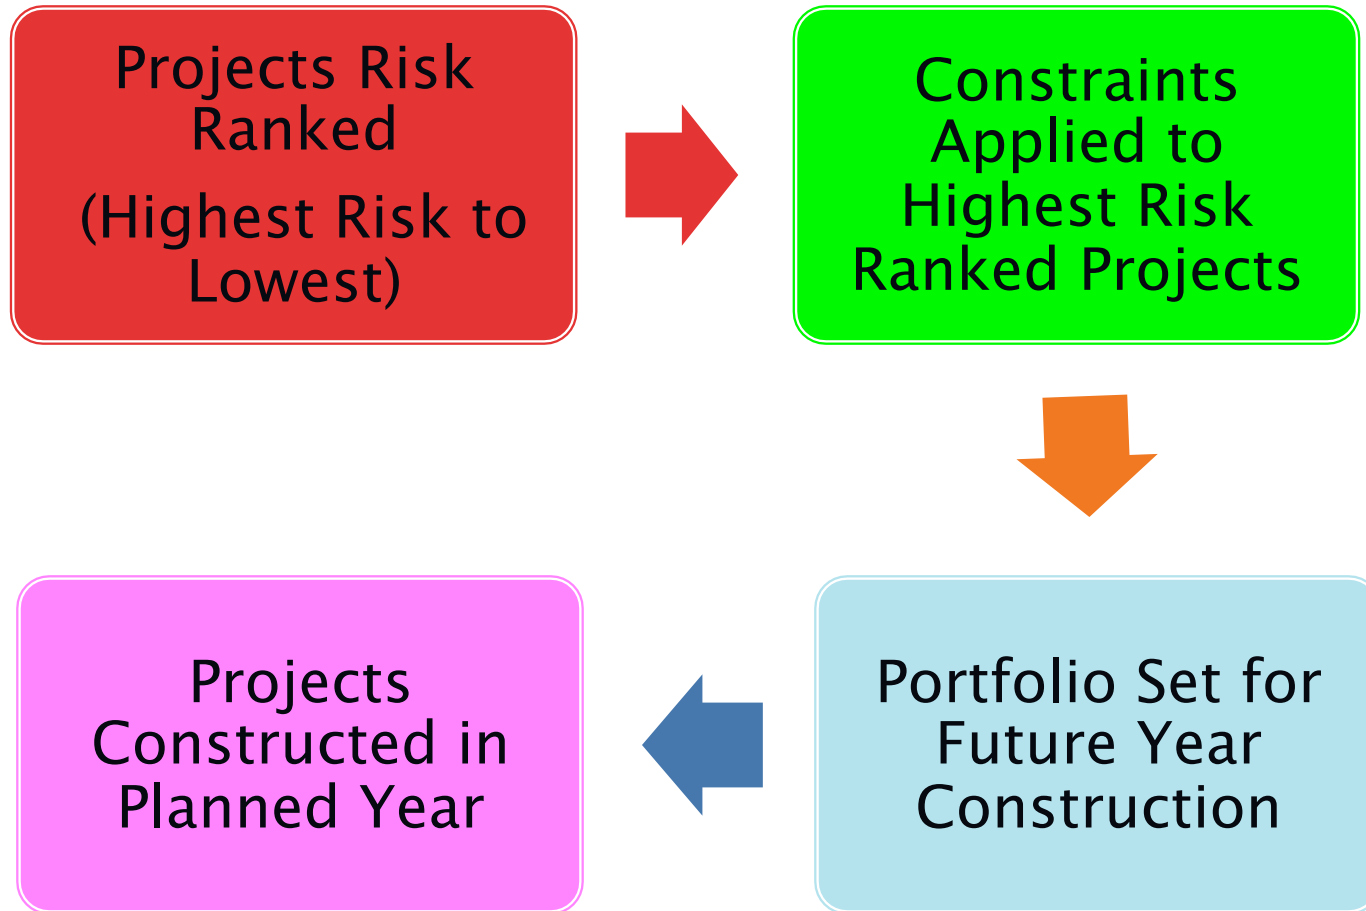 Projects Risk
Ranked
(Highest Risk to
Lowest)
Constraints
Applied to
Highest Risk
Ranked Projects
Portfolio Set for
Future Year
Construction
Projects
Constructed in
Planned Year